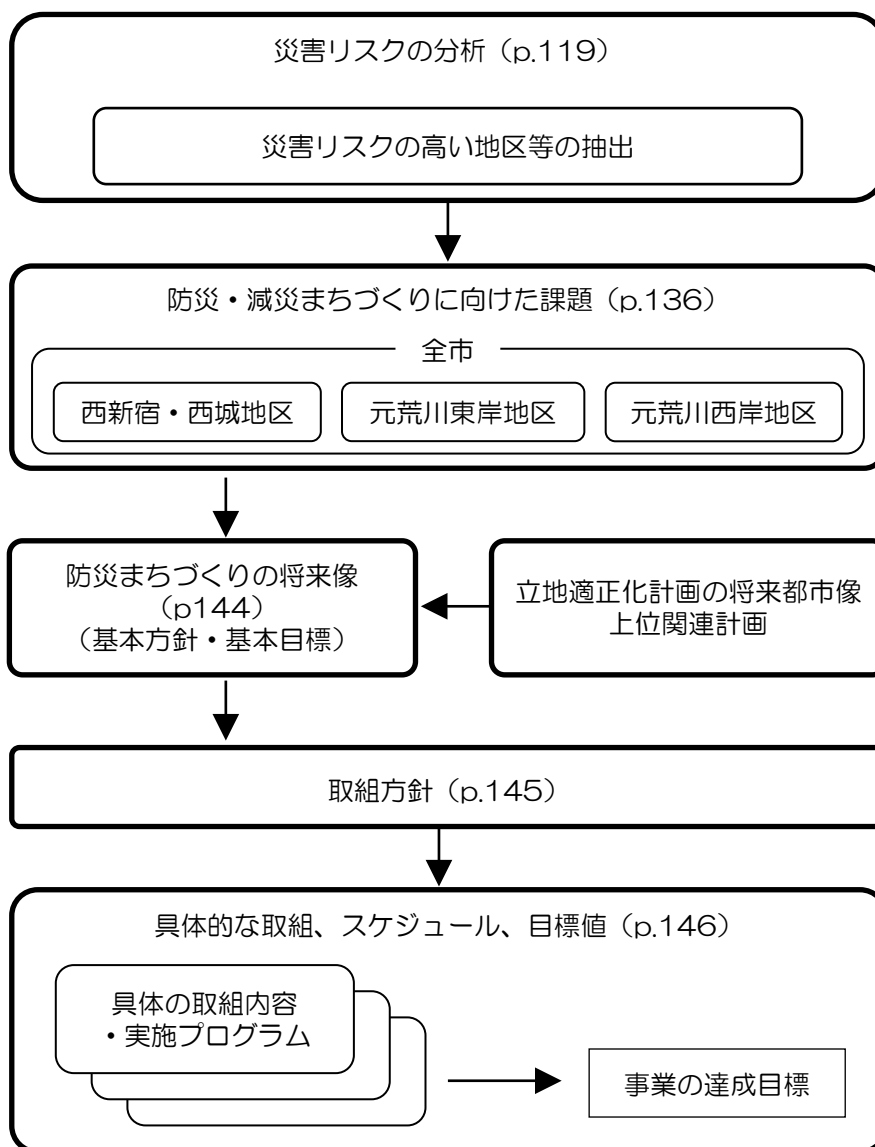 災害リスクの分析（p.119）
災害リスクの高い地区等の抽出
防災・減災まちづくりに向けた課題（p.136）
全市
西新宿・西城地区
元荒川東岸地区
元荒川西岸地区
防災まちづくりの将来像
（p144）
（基本方針・基本目標）
立地適正化計画の将来都市像
上位関連計画
取組方針（p.145）
具体的な取組、スケジュール、目標値（p.146）
具体の取組内容
・実施プログラム
事業の達成目標